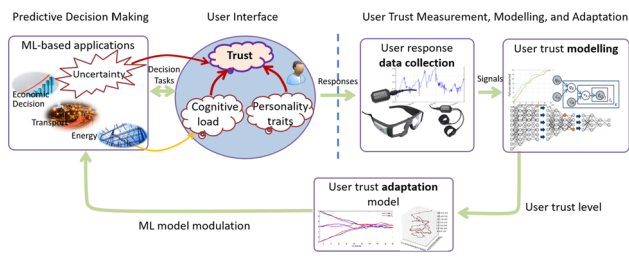 Predictive Decision Making
User Interface
User Trust Measurement, Modelling, and Adaptation
ML-based applications
Uncertainty
Economic
Decision
Transport
Energy
Decision
Tasks
Trust
Cognitive
load
Personality
traits
Responses
User response
data collection
Signals
User trust modelling
User trust adaptation
model
User trust level
ML model modulation